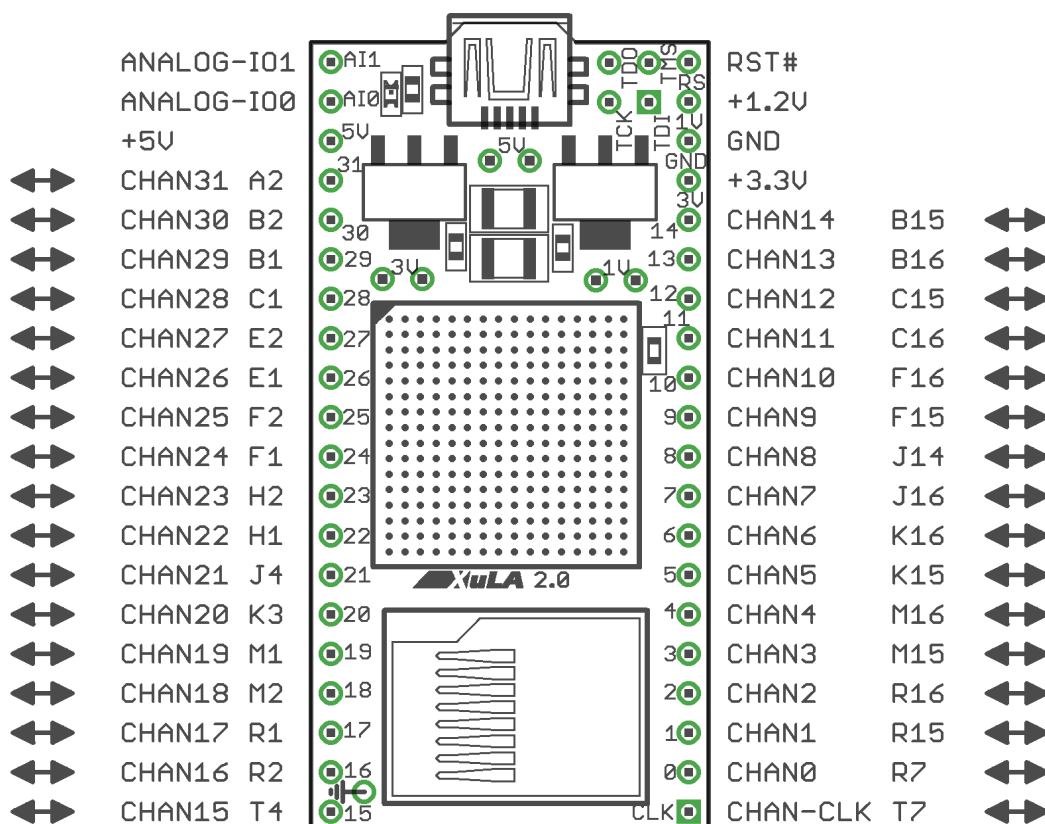 ANALOG-IO1 AI1 TDO TMS RS RST#
ANALOG-IO0 AI0 TCK TDI 1V +1.2V
+5V 5V 5V GND GND
CHAN31 A2 31 3V +3.3V
CHAN30 B2 30 14 CHAN14 B15
CHAN29 B1 29 3V 1V 13 CHAN13 B16
CHAN28 C1 28 12 CHAN12 C15
CHAN27 E2 27 11 CHAN11 C16
CHAN26 E1 26 10 CHAN10 F16
CHAN25 F2 25 9 CHAN9 F15
CHAN24 F1 24 8 CHAN8 J14
CHAN23 H2 23 7 CHAN7 J16
CHAN22 H1 22 6 CHAN6 K16
CHAN21 J4 21 XuLA 2.0 5 CHAN5 K15
CHAN20 K3 20 4 CHAN4 M16
CHAN19 M1 19 3 CHAN3 M15
CHAN18 M2 18 2 CHAN2 R16
CHAN17 R1 17 1 CHAN1 R15
CHAN16 R2 16 0 CHAN0 R7
CHAN15 T4 15 CLK CHAN-CLK T7